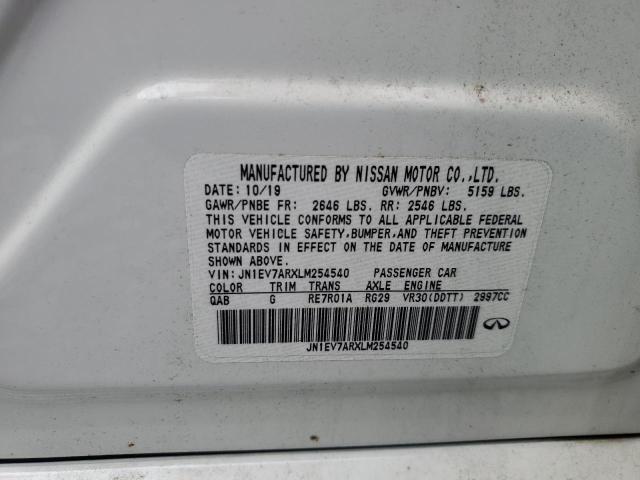 MANUFACTURED BY NISSAN MOTOR CO.,LTD.
DATE: 10/19 GVWR/PNBV: 5159 LBS.
GAWR/PNBE FR: 2646 LBS. RR: 2546 LBS.
THIS VEHICLE CONFORMS TO ALL APPLICABLE FEDERAL
MOTOR VEHICLE SAFETY,BUMPER,AND THEFT PREVENTION
STANDARDS IN EFFECT ON THE DATE OF MANUFACTURE
SHOWN ABOVE.
VIN: JN1EV7ARXLM254540 PASSENGER CAR
COLOR TRIM TRANS AXLE ENGINE
QAB G RE7R01A RG29 VR30(DDTT) 2997CC
JN1EV7ARXLM254540